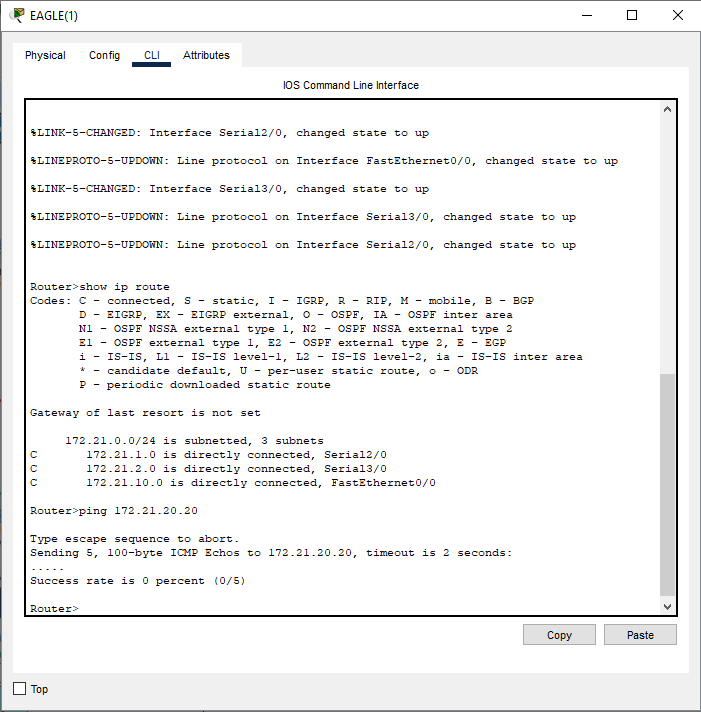 EAGLE(1)
Physical Config CLI Attributes
IOS Command Line Interface
%LINK-5-CHANGED: Interface Serial2/0, changed state to up
%LINEPROTO-5-UPDOWN: Line protocol on Interface FastEthernet0/0, changed state to up
%LINK-5-CHANGED: Interface Serial3/0, changed state to up
%LINEPROTO-5-UPDOWN: Line protocol on Interface Serial3/0, changed state to up
%LINEPROTO-5-UPDOWN: Line protocol on Interface Serial2/0, changed state to up
Router>show ip route
Codes: C - connected, S - static, I - IGRP, R - RIP, M - mobile, B - BGP
D - EIGRP, EX - EIGRP external, O - OSPF, IA - OSPF inter area
N1 - OSPF NSSA external type 1, N2 - OSPF NSSA external type 2
E1 - OSPF external type 1, E2 - OSPF external type 2, E - EGP
i - IS-IS, L1 - IS-IS level-1, L2 - IS-IS level-2, ia - IS-IS inter area
* - candidate default, U - per-user static route, o - ODR
P - periodic downloaded static route
Gateway of last resort is not set
172.21.0.0/24 is subnetted, 3 subnets
C 172.21.1.0 is directly connected, Serial2/0
C 172.21.2.0 is directly connected, Serial3/0
C 172.21.10.0 is directly connected, FastEthernet0/0
Router>ping 172.21.20.20
Type escape sequence to abort.
Sending 5, 100-byte ICMP Echos to 172.21.20.20, timeout is 2 seconds:
.....
Success rate is 0 percent (0/5)
Router>
Copy Paste
Top